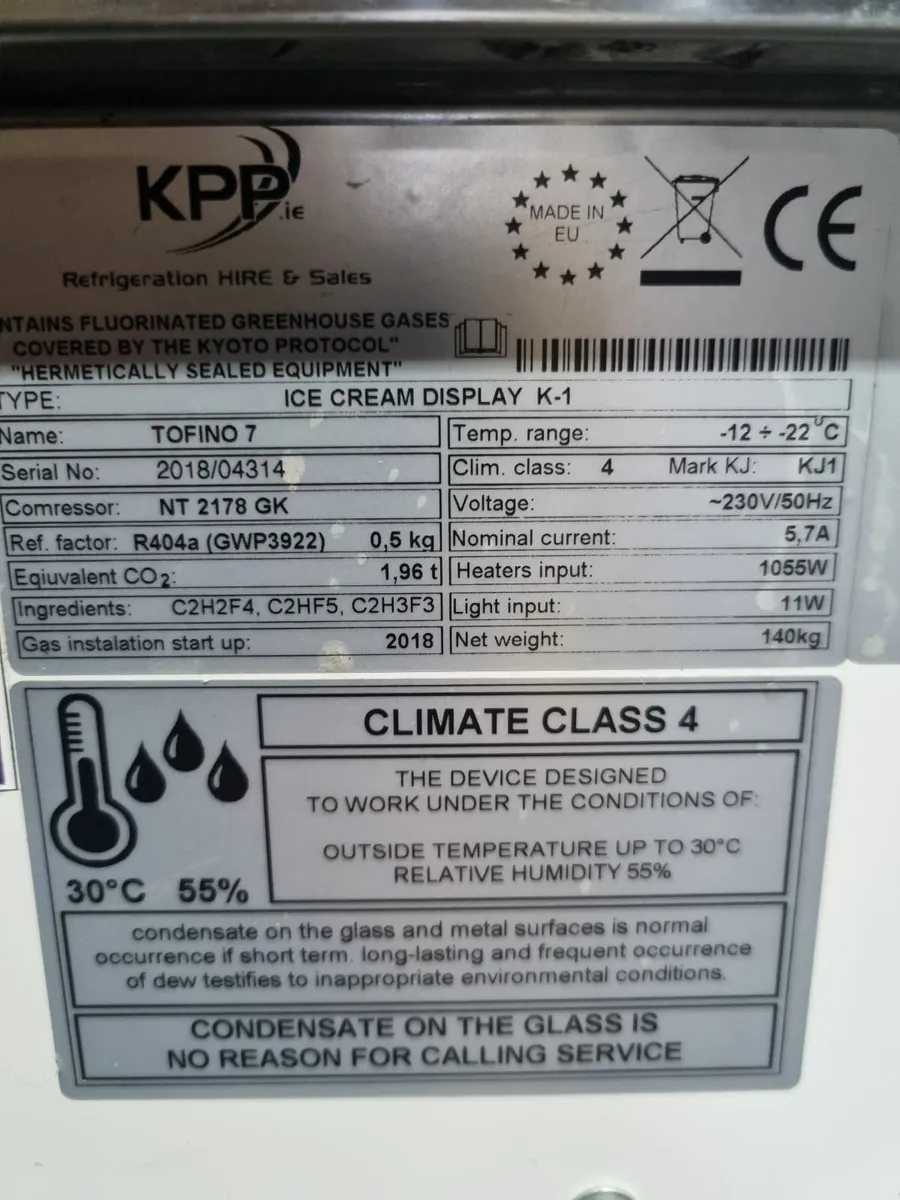 KPP.ie
Refrigeration HIRE & Sales
MADE IN
EU
CE
NTAINS FLUORINATED GREENHOUSE GASES
COVERED BY THE KYOTO PROTOCOL"
"HERMETICALLY SEALED EQUIPMENT"
TYPE: ICE CREAM DISPLAY K-1
Name: TOFINO 7 Temp. range: -12 ÷ -22°C
Serial No: 2018/04314 Clim. class: 4 Mark KJ: KJ1
Comressor: NT 2178 GK Voltage: ~230V/50Hz
Ref. factor: R404a (GWP3922) 0,5 kg Nominal current: 5,7A
Eqiuvalent CO2: 1,96 t Heaters input: 1055W
Ingredients: C2H2F4, C2HF5, C2H3F3 Light input: 11W
Gas instalation start up: 2018 Net weight: 140kg
CLIMATE CLASS 4
THE DEVICE DESIGNED
TO WORK UNDER THE CONDITIONS OF:
OUTSIDE TEMPERATURE UP TO 30°C
RELATIVE HUMIDITY 55%
30°C 55%
condensate on the glass and metal surfaces is normal
occurrence if short term. long-lasting and frequent occurrence
of dew testifies to inappropriate environmental conditions.
CONDENSATE ON THE GLASS IS
NO REASON FOR CALLING SERVICE